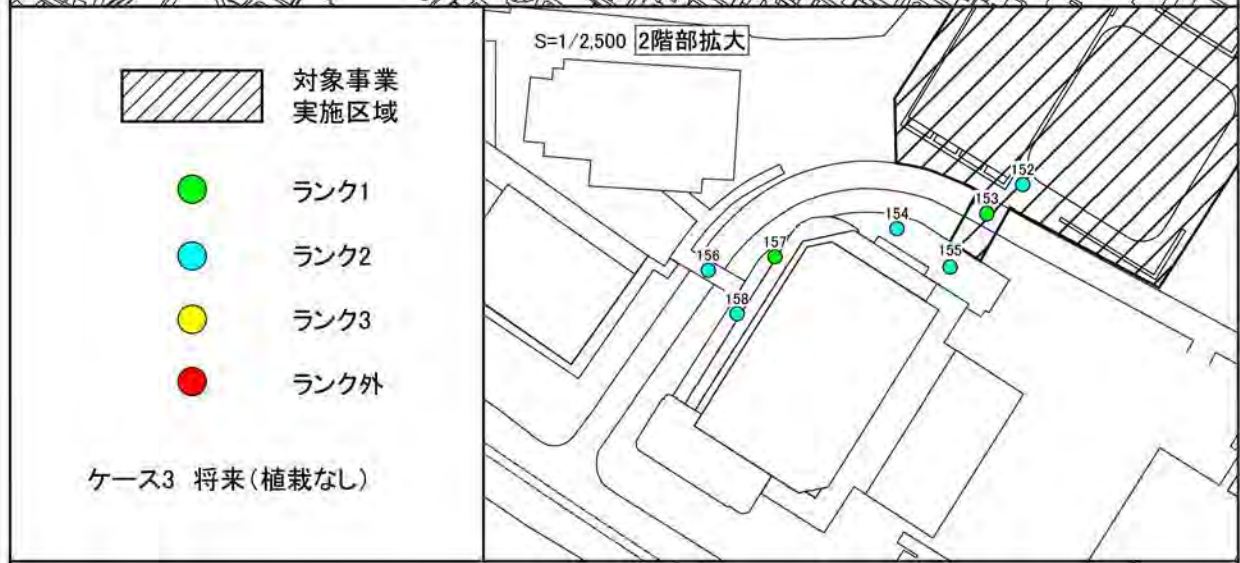 対象事業
実施区域
ランク1
ランク2
ランク3
ランク外
ケース3 将来(植栽なし)
S=1/2,500 2階部拡大
152
153
154
155
157
156
158